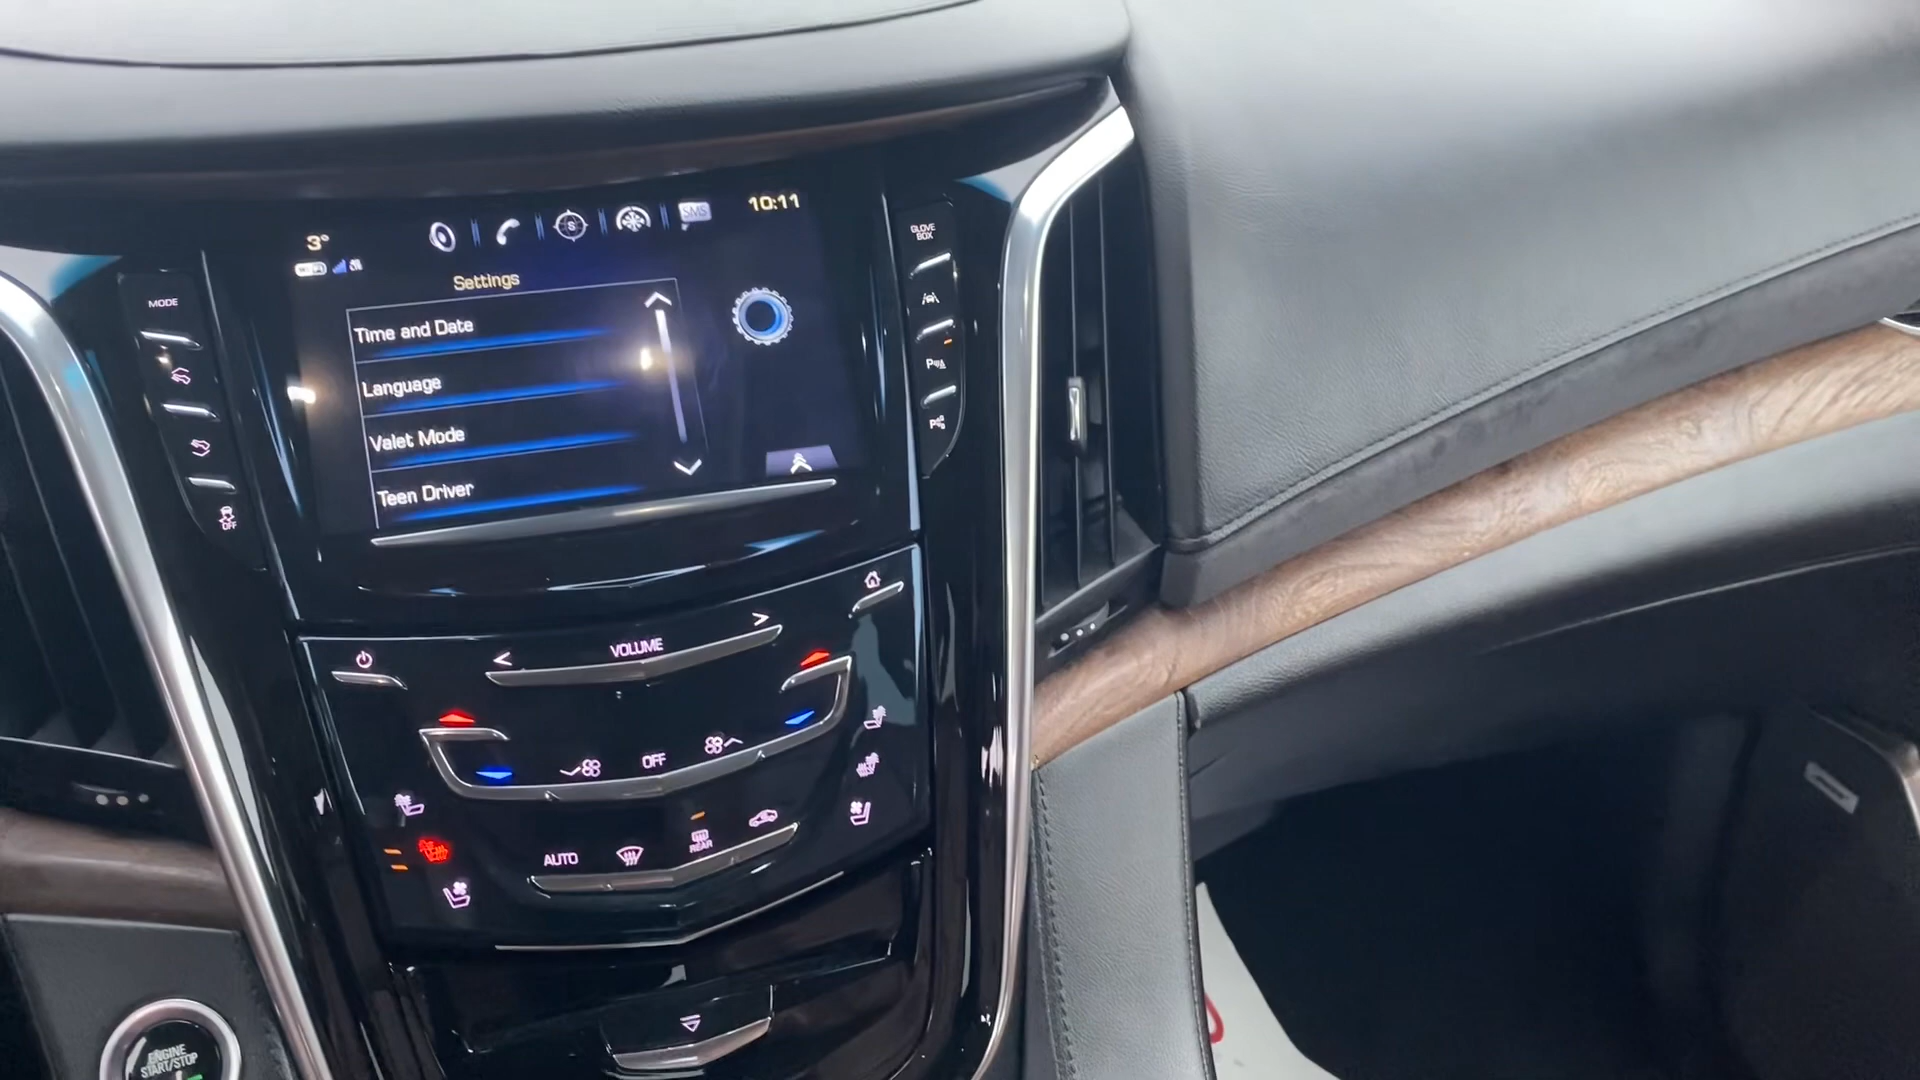 3°
10:11
SMS
Settings
Time and Date
Language
Valet Mode
Teen Driver
MODE
OFF
GLOVE
BOX
VOLUME
OFF
AUTO
REAR
ENGINE
START/STOP